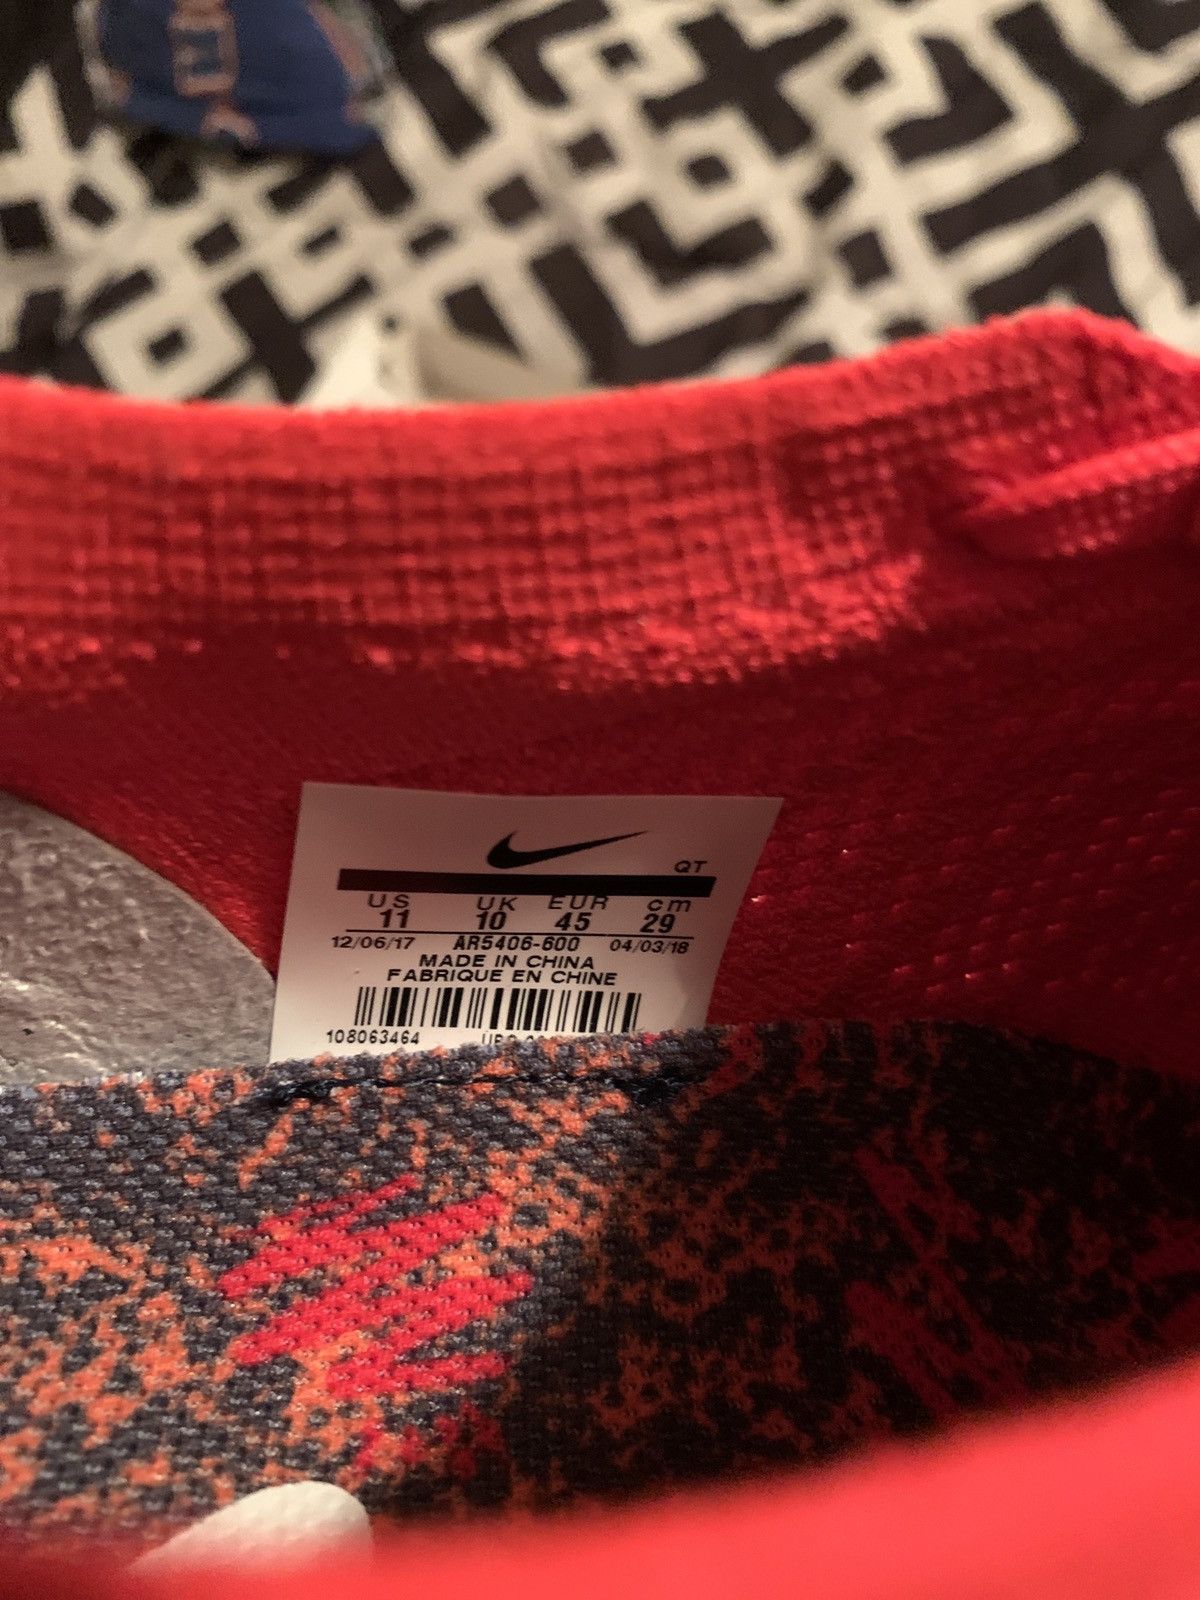 QT
US UK EUR cm
11 10 45 29
12/06/17 AR5406-600 04/03/18
MADE IN CHINA
FABRIQUE EN CHINE
108063464